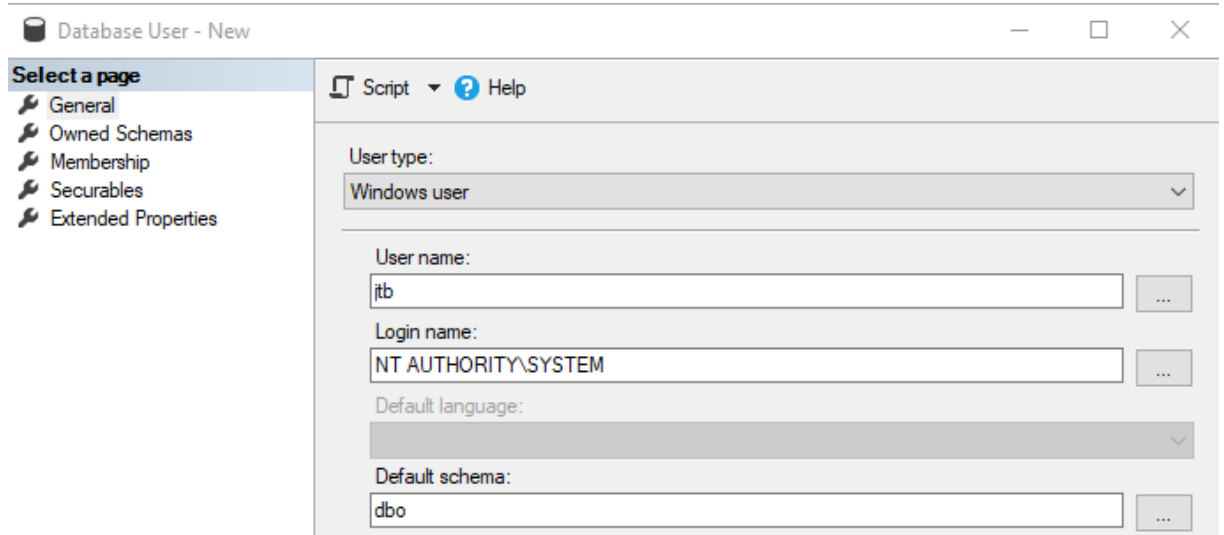 Database User - New
Select a page
General
Owned Schemas
Membership
Securables
Extended Properties
Script
Help
User type:
Windows user
User name:
jtb
Login name:
NT AUTHORITY\SYSTEM
Default language:
Default schema:
dbo
...
...
...